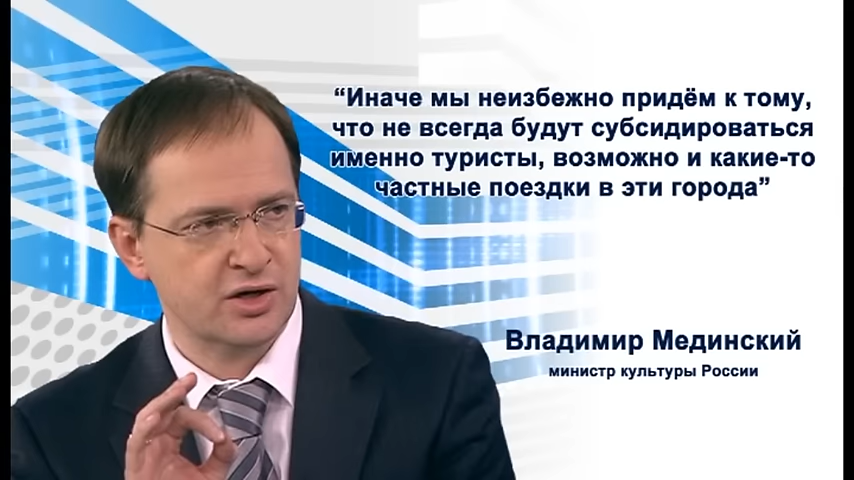 “Иначе мы неизбежно придём к тому,
что не всегда будут субсидироваться
именно туристы, возможно и какие-то
частные поездки в эти города”
Владимир Мединский
министр культуры России